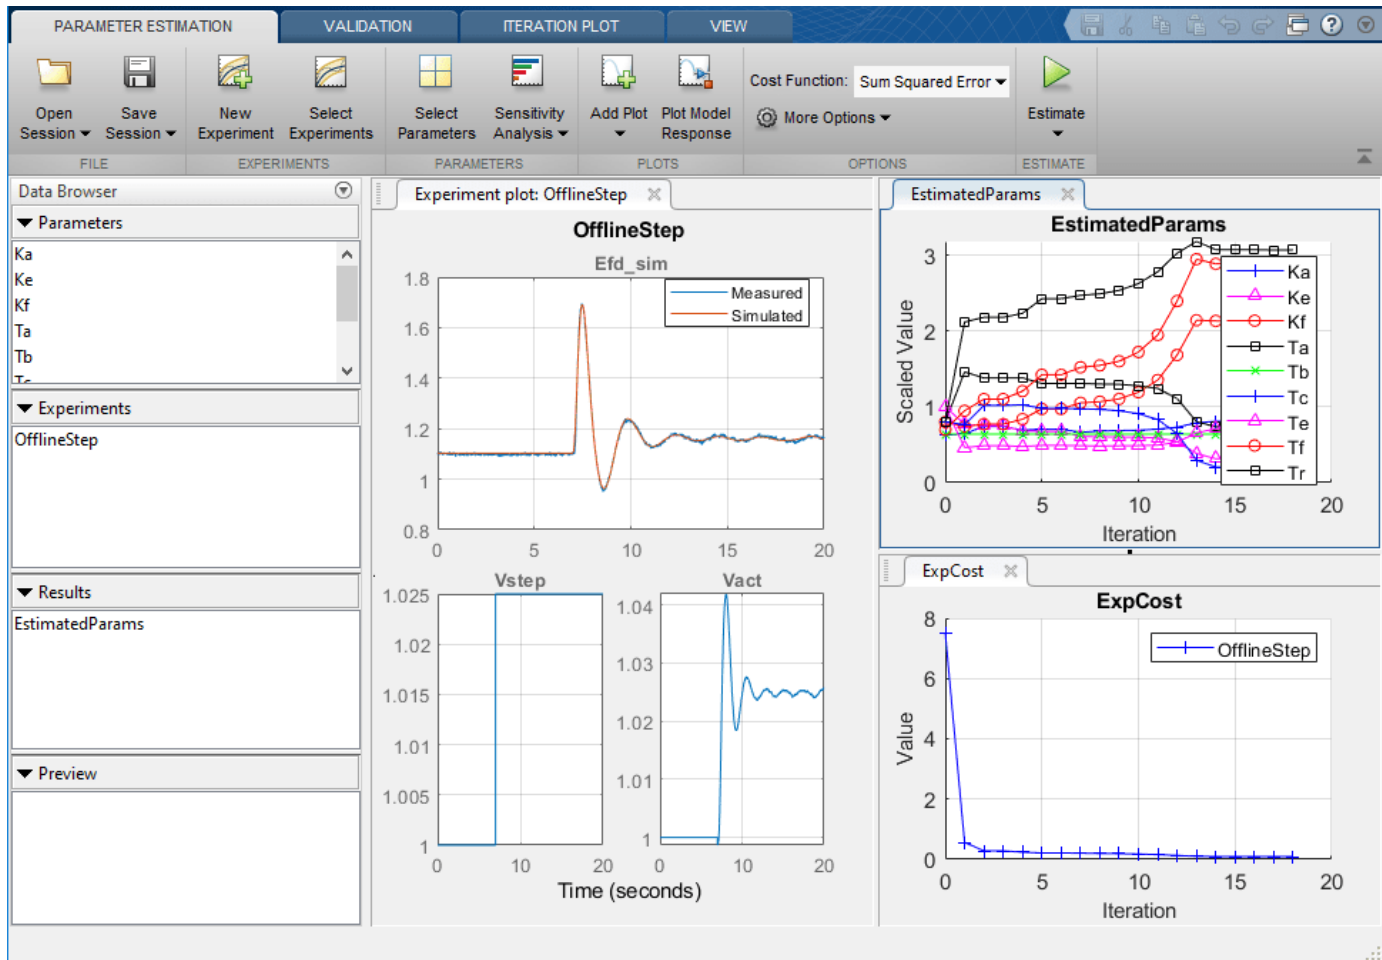 PARAMETER ESTIMATION VALIDATION ITERATION PLOT VIEW
Open Session Save Session New Experiment Select Experiments Select Parameters Sensitivity Analysis Add Plot Plot Model Response Cost Function: Sum Squared Error More Options Estimate
FILE EXPERIMENTS PARAMETERS PLOTS OPTIONS ESTIMATE
Data Browser
Parameters
Ka
Ke
Kf
Ta
Tb
Tc
Experiments
OfflineStep
Results
EstimatedParams
Preview
Experiment plot: OfflineStep
OfflineStep
Efd_sim
1.8
1.6
1.4
1.2
1
0.8
0 5 10 15 20
Measured
Simulated
Vstep
1.025
1.02
1.015
1.01
1.005
1
0 10 20
Vact
1.04
1.03
1.02
1.01
1
0 10 20
Time (seconds)
EstimatedParams
EstimatedParams
Scaled Value
3
2
1
0
0 5 10 15 20
Iteration
Ka
Ke
Kf
Ta
Tb
Tc
Te
Tf
Tr
ExpCost
ExpCost
Value
8
6
4
2
0
0 5 10 15 20
Iteration
OfflineStep